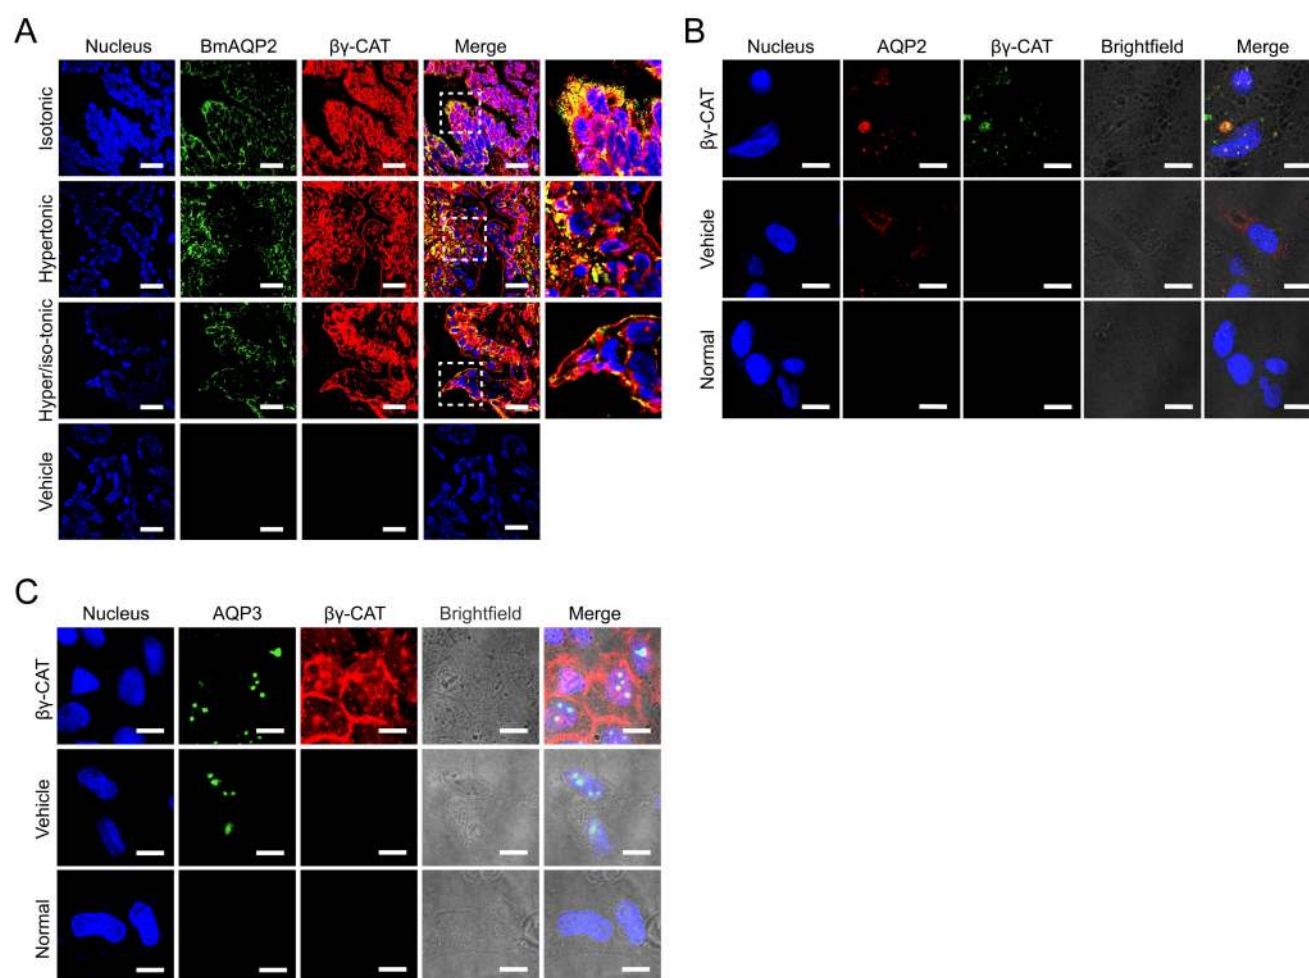 A
Nucleus BmAQP2 βγ-CAT Merge
Isotonic
Hypertonic
Hyper/iso-tonic
Vehicle
B
Nucleus AQP2 βγ-CAT Brightfield Merge
βγ-CAT
Vehicle
Normal
C
Nucleus AQP3 βγ-CAT Brightfield Merge
βγ-CAT
Vehicle
Normal